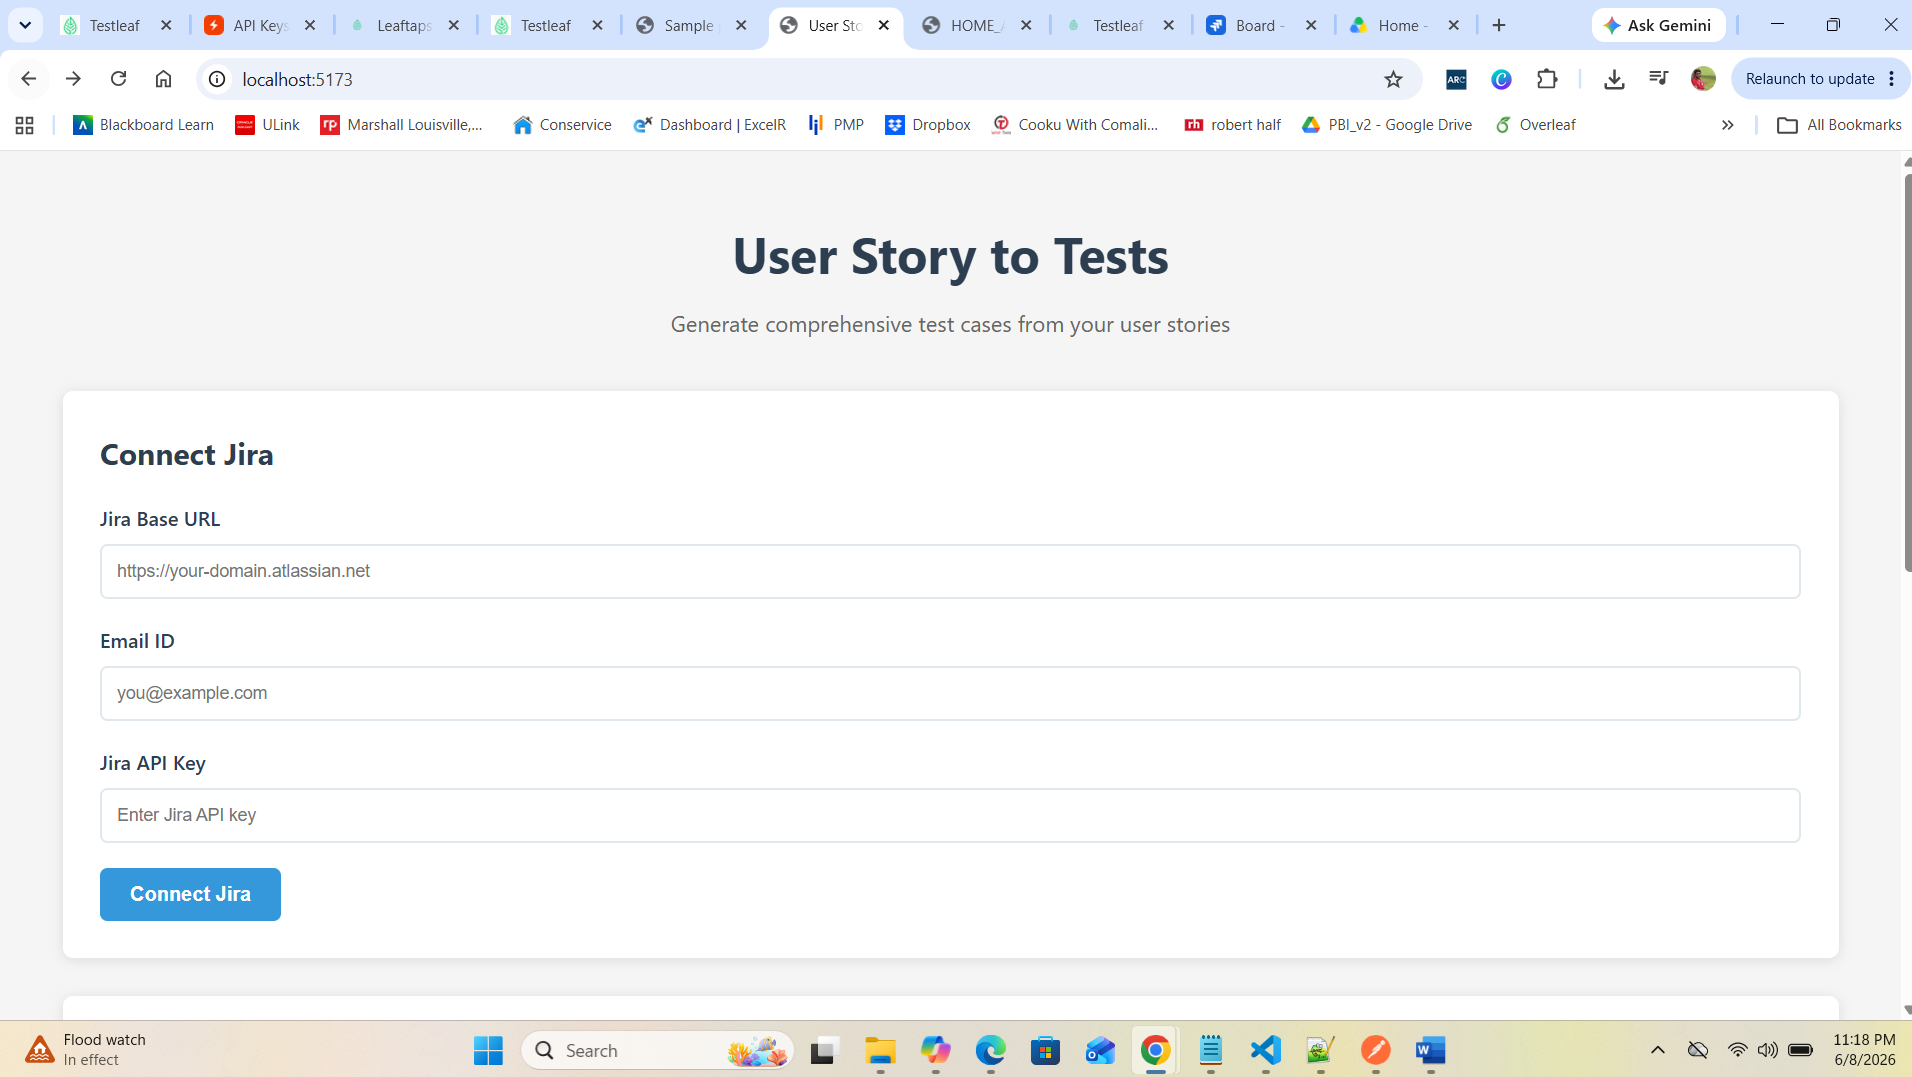 Testleaf
API Keys
Leaftaps
Testleaf
Sample
User Sto
HOME_
Testleaf
Board -
Home -
Ask Gemini
localhost:5173
ARC
Relaunch to update
Blackboard Learn
ULink
rp Marshall Louisville,...
Conservice
Dashboard | ExcelR
PMP
Dropbox
Cooku With Comali...
rh robert half
PBI_v2 - Google Drive
Overleaf
All Bookmarks
User Story to Tests
Generate comprehensive test cases from your user stories
Connect Jira
Jira Base URL
https://your-domain.atlassian.net
Email ID
you@example.com
Jira API Key
Enter Jira API key
Connect Jira
Flood watch
In effect
Search
11:18 PM
6/8/2026